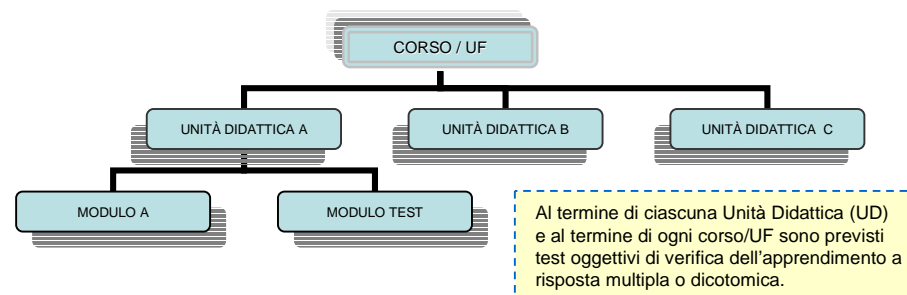 CORSO / UF
UNITÀ DIDATTICA A
UNITÀ DIDATTICA B
UNITÀ DIDATTICA C
MODULO A
MODULO TEST
Al termine di ciascuna Unità Didattica (UD)
e al termine di ogni corso/UF sono previsti
test oggettivi di verifica dell'apprendimento a
risposta multipla o dicotomica.